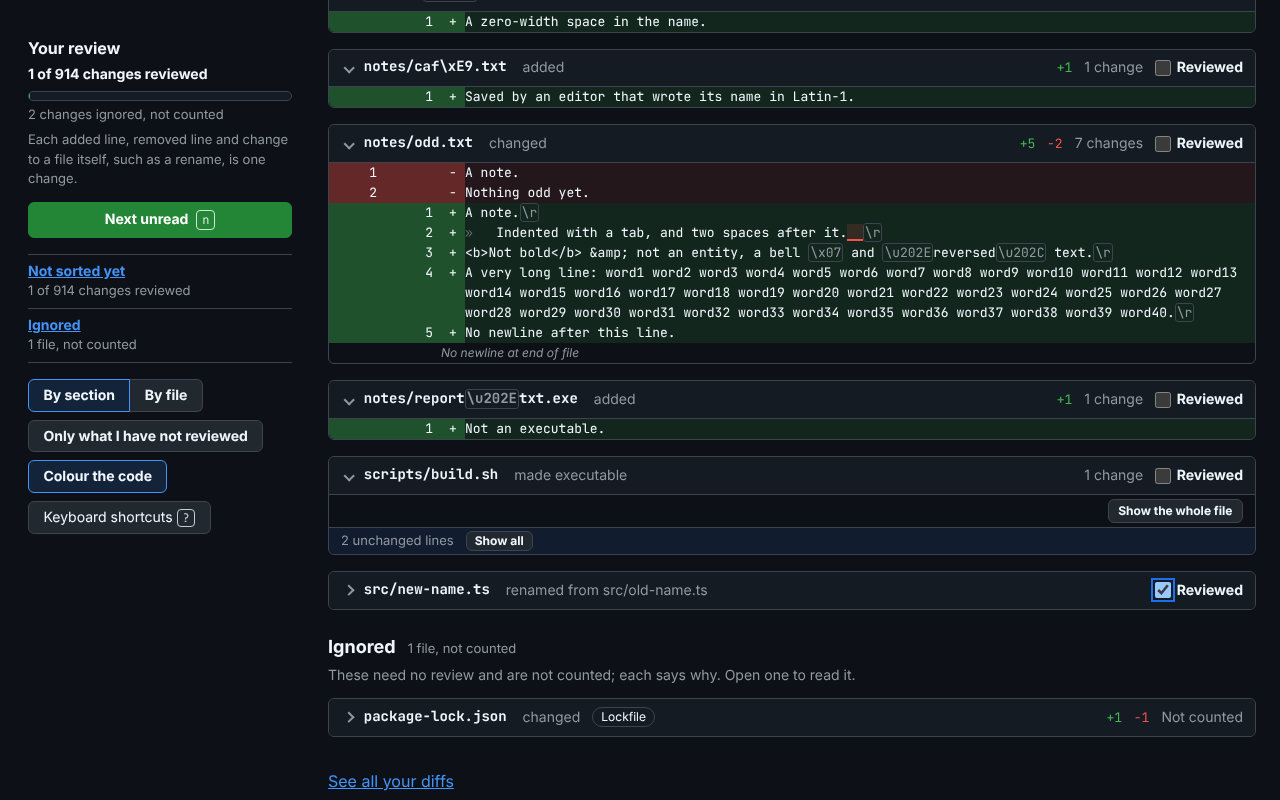 Your review
1 of 914 changes reviewed
2 changes ignored, not counted
Each added line, removed line and change
to a file itself, such as a rename, is one
change.
Next unread n
Not sorted yet
1 of 914 changes reviewed
Ignored
1 file, not counted
By section By file
Only what I have not reviewed
Colour the code
Keyboard shortcuts ?
1 + A zero-width space in the name.
notes/caf\xE9.txt added +1 1 change Reviewed
1 + Saved by an editor that wrote its name in Latin-1.
notes/odd.txt changed +5 -2 7 changes Reviewed
1 - A note.
2 - Nothing odd yet.
1 + A note.\r
2 + » Indented with a tab, and two spaces after it.  \r
3 + <b>Not bold</b> &amp; not an entity, a bell \x07 and \u202Ereversed\u202C text.\r
4 + A very long line: word1 word2 word3 word4 word5 word6 word7 word8 word9 word10 word11 word12 word13
word14 word15 word16 word17 word18 word19 word20 word21 word22 word23 word24 word25 word26 word27
word28 word29 word30 word31 word32 word33 word34 word35 word36 word37 word38 word39 word40.\r
5 + No newline after this line.
No newline at end of file
notes/report\u202Etxt.exe added +1 1 change Reviewed
1 + Not an executable.
scripts/build.sh made executable 1 change Reviewed
Show the whole file
2 unchanged lines Show all
src/new-name.ts renamed from src/old-name.ts Reviewed
Ignored 1 file, not counted
These need no review and are not counted; each says why. Open one to read it.
package-lock.json changed Lockfile +1 -1 Not counted
See all your diffs